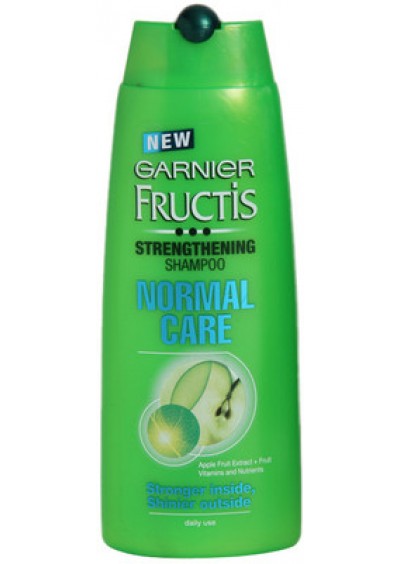 NEW
GARNIER
FRUCTIS
STRENGTHENING
SHAMPOO
NORMAL
CARE
Apple Fruit Extract + Fruit
Vitamins and Nutrients
Stronger inside,
Shinier outside
daily use